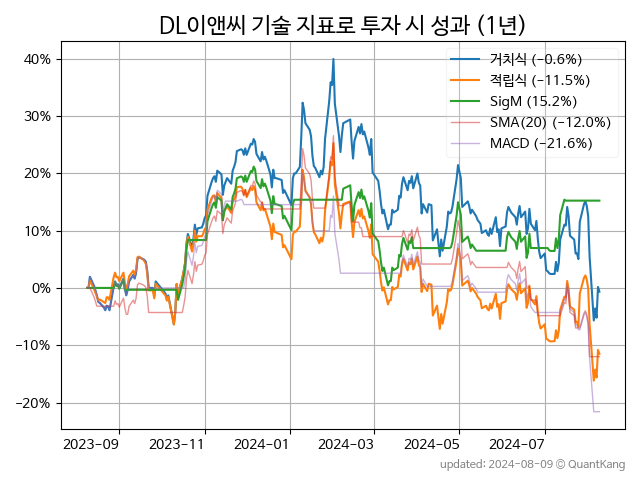 DL이앤씨 기술 지표로 투자 시 성과 (1년)
40%
30%
20%
10%
0%
−10%
−20%
거치식 (−0.6%)
적립식 (−11.5%)
SigM (15.2%)
SMA(20) (−12.0%)
MACD (−21.6%)
2023-09 2023-11 2024-01 2024-03 2024-05 2024-07
updated: 2024-08-09 © QuantKang